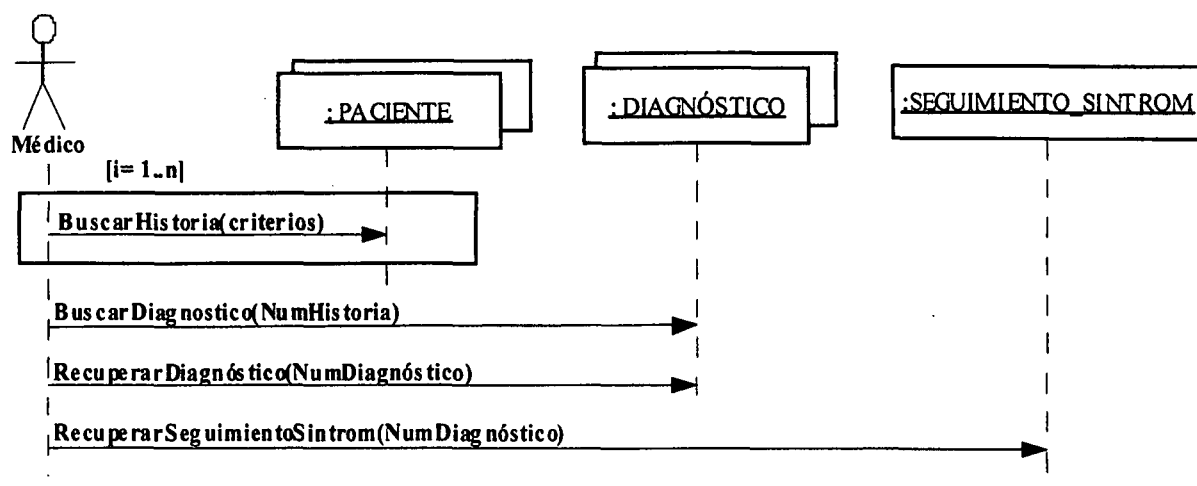 : PACIENTE
: DIAGNÓSTICO
:SEGUIMIENTO_SINTROM
Médico
[i= 1..n]
BuscarHistoria(criterios)
BuscarDiagnostico(NumHistoria)
RecuperarDiagnóstico(NumDiagnóstico)
RecuperarSeguimientoSintrom(NumDiagnóstico)